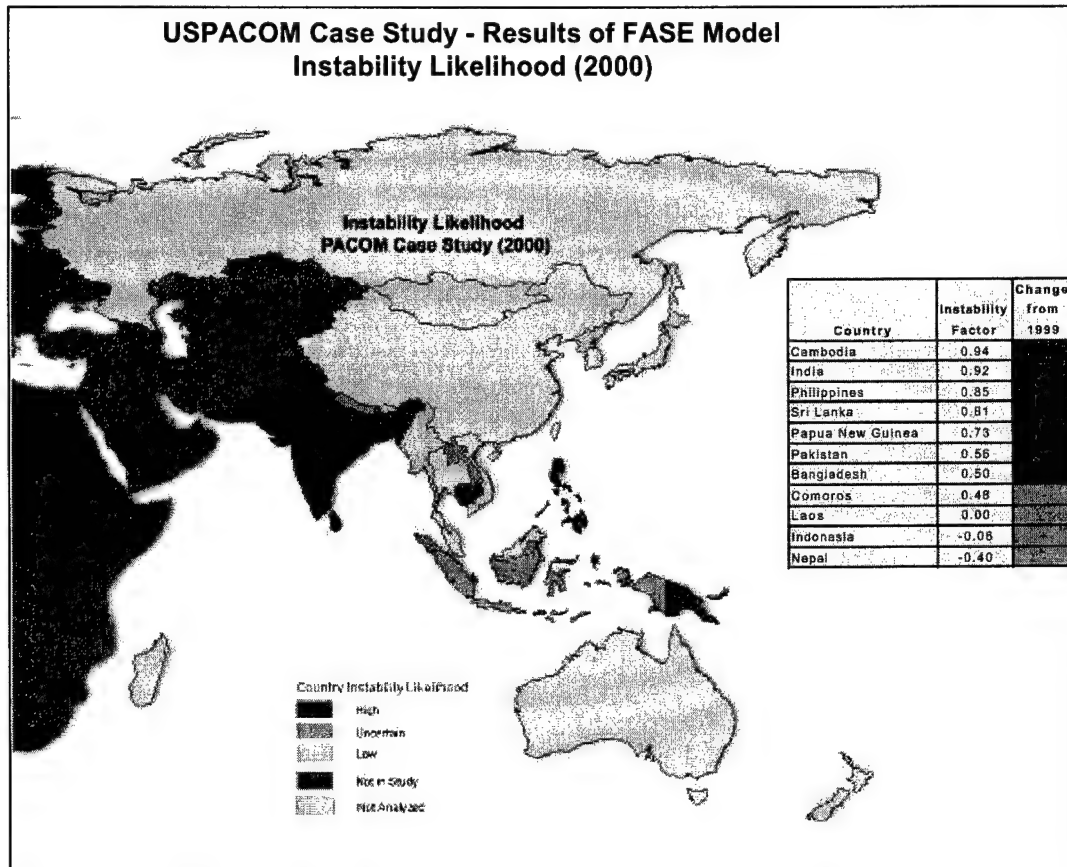 USPACOM Case Study - Results of FASE Model
Instability Likelihood (2000)
Instability Likelihood
PACOM Case Study (2000)
Country Instability Factor Change from 1999
Cambodia 0.94
India 0.92
Philippines 0.85
Sri Lanka 0.81
Papua New Guinea 0.73
Pakistan 0.56
Bangladesh 0.50
Comoros 0.48
Laos 0.00
Indonesia -0.06
Nepal -0.40
Country Instability Likelihood
High
Uncertain
Low
Not in Study
Not Analyzed